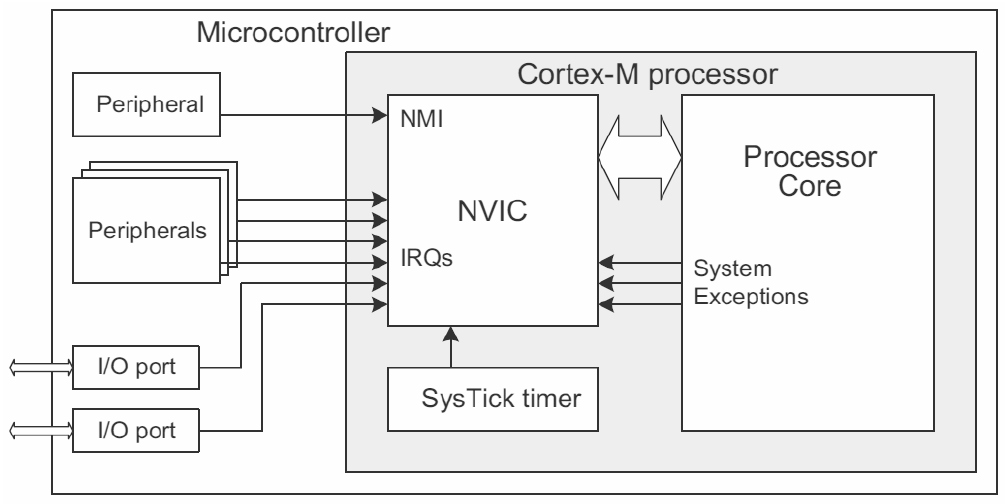 Microcontroller
Cortex-M processor
Peripheral
NMI
Processor
Core
NVIC
Peripherals
IRQs
System
Exceptions
I/O port
SysTick timer
I/O port